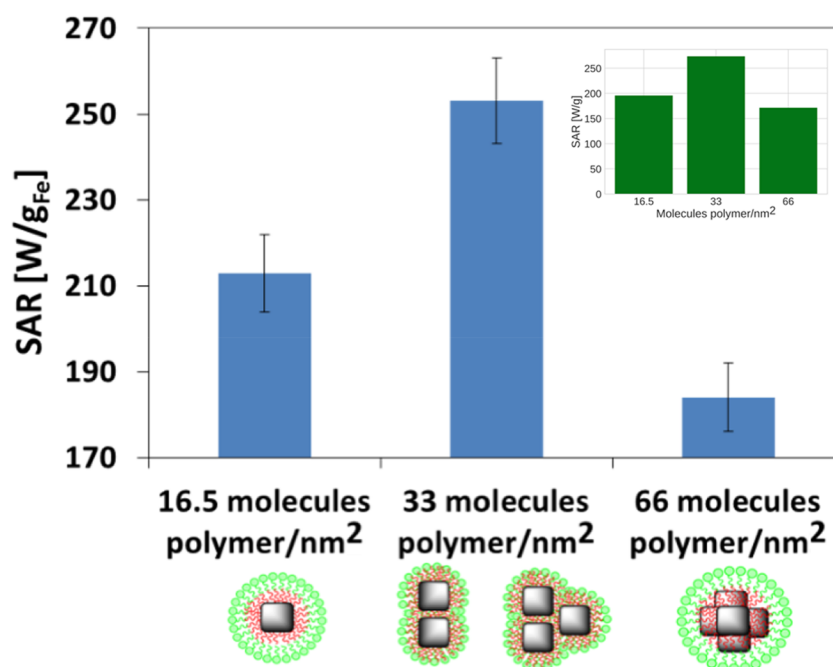 270
250
230
210
190
170
SAR [W/gFe]
250
200
150
100
50
0
SAR [W/g]
16.5 33 66
Molecules polymer/nm2
16.5 molecules
polymer/nm2
33 molecules
polymer/nm2
66 molecules
polymer/nm2